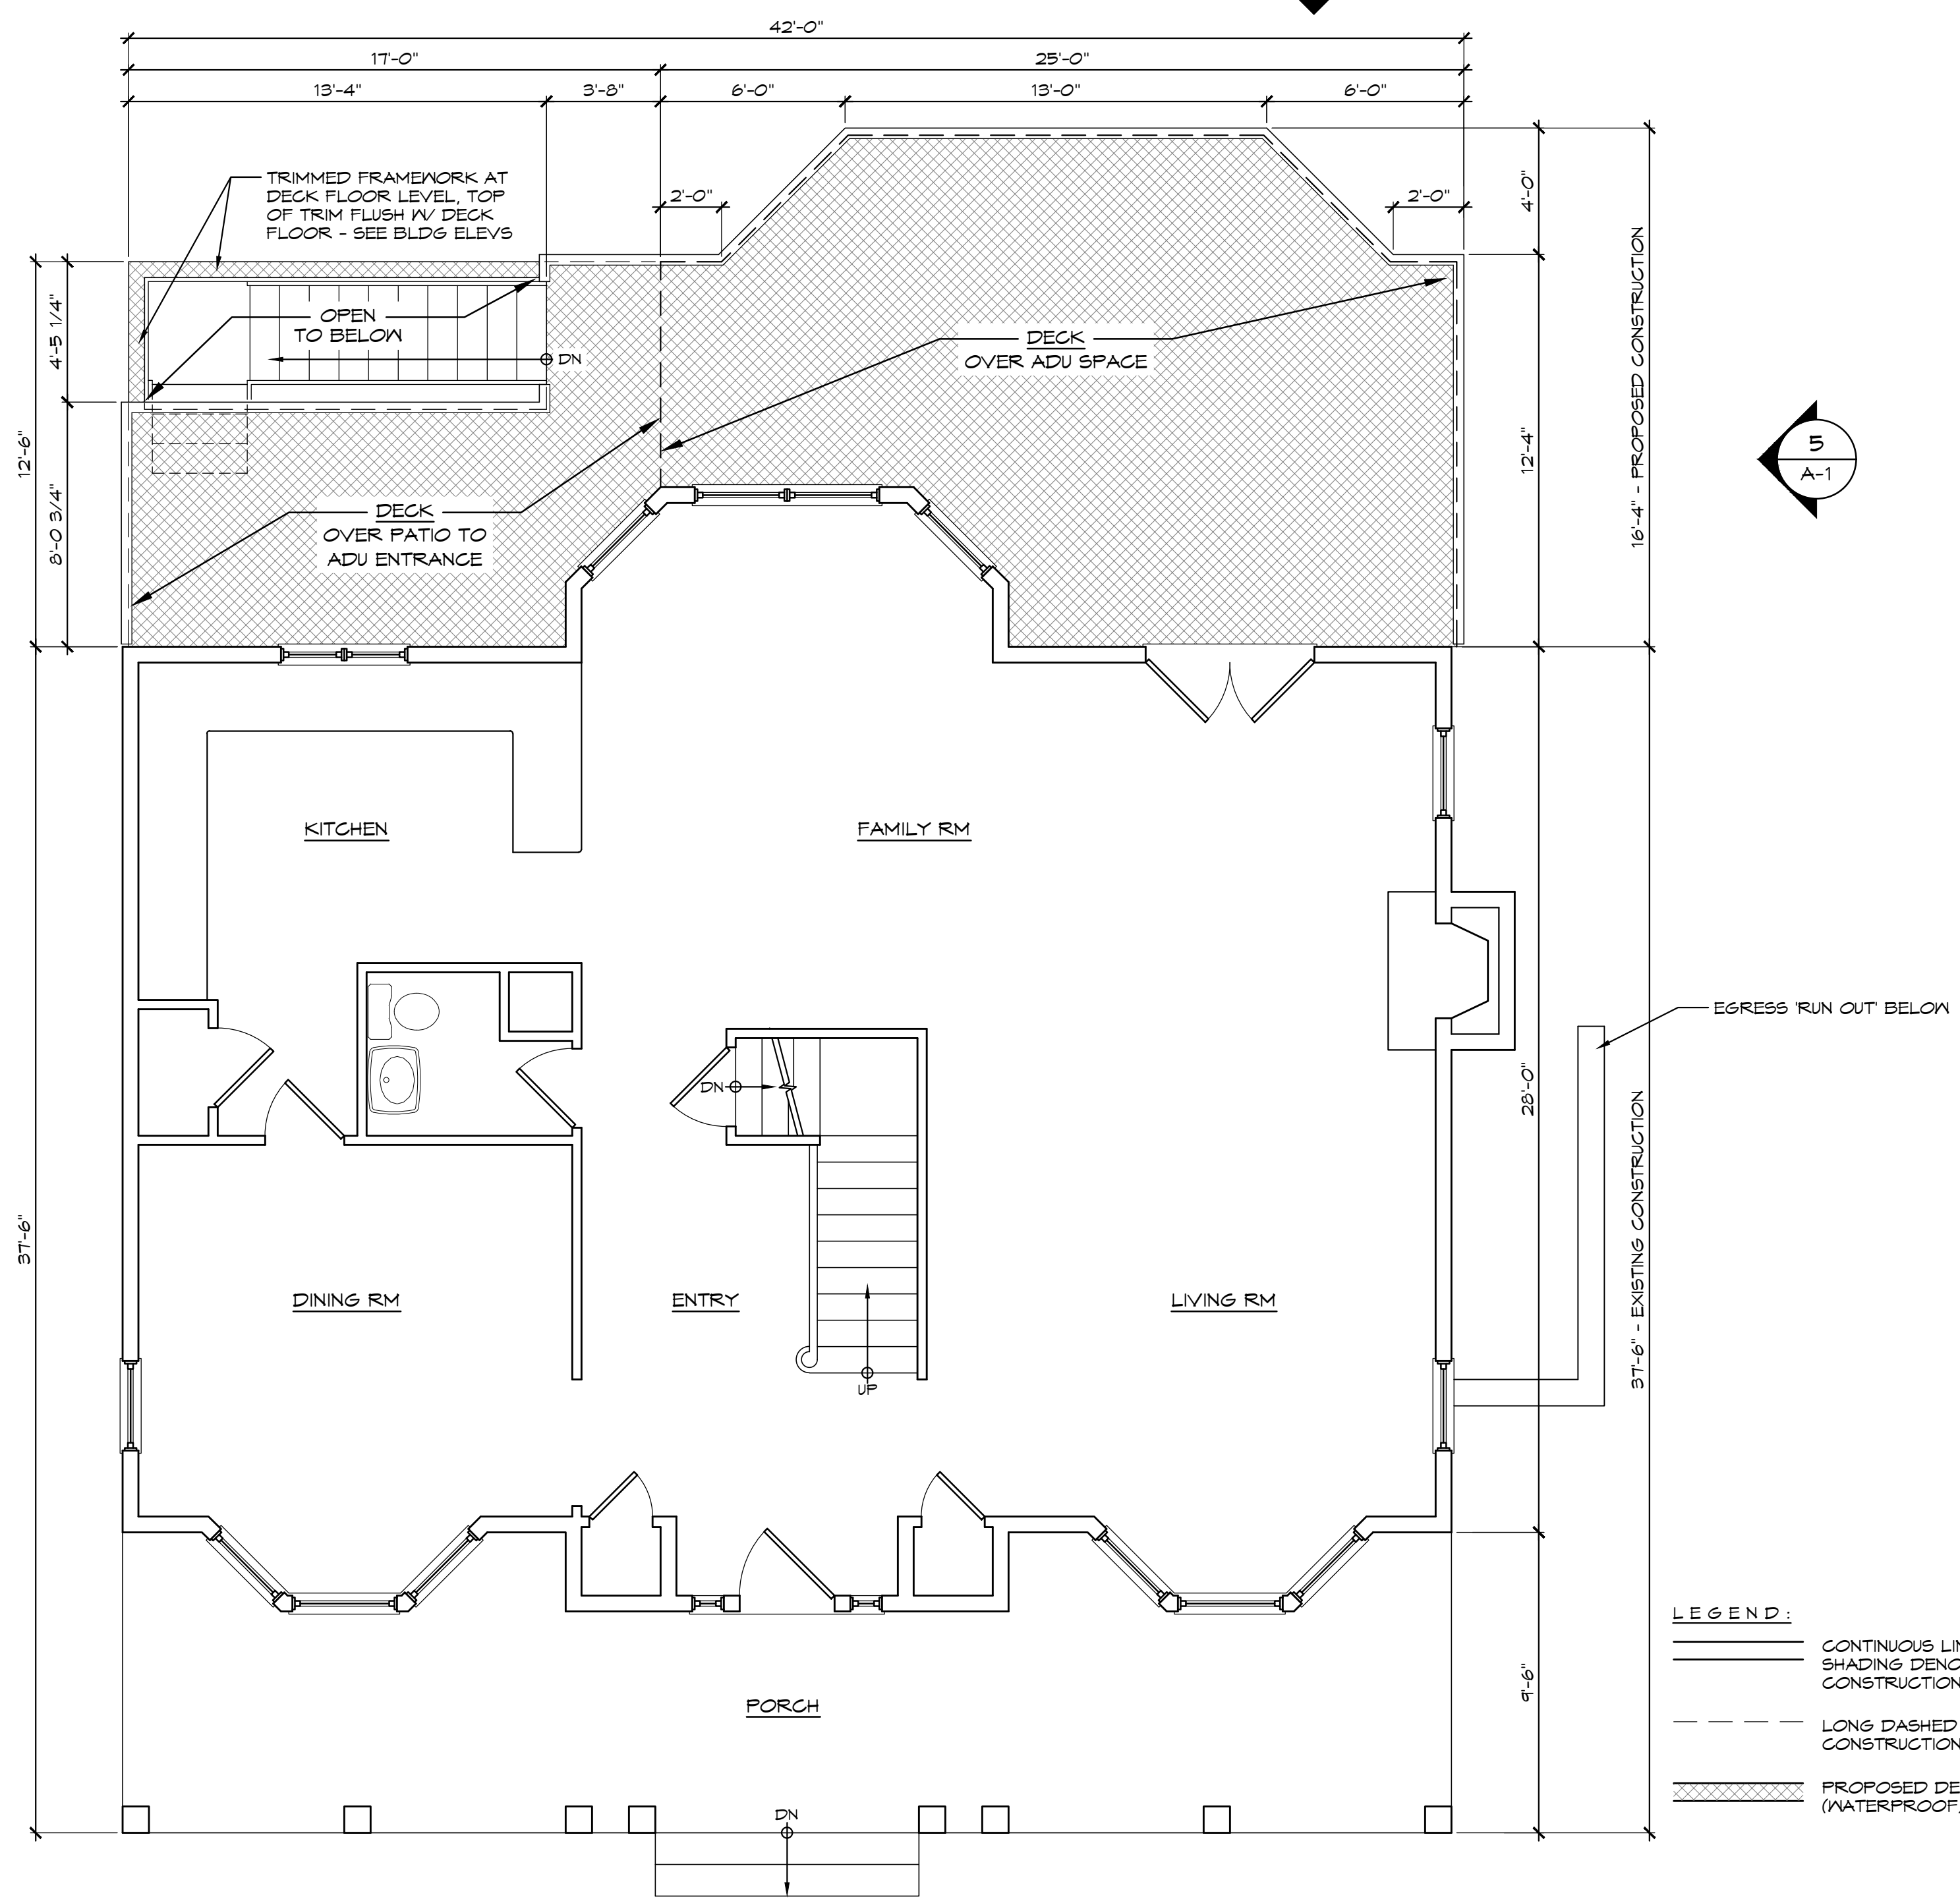 42'-0"
17'-0"
25'-0"
13'-4"
3'-8"
6'-0"
13'-0"
6'-0"
TRIMMED FRAMEWORK AT
DECK FLOOR LEVEL, TOP
OF TRIM FLUSH W/ DECK
FLOOR - SEE BLDG ELEVS
2'-0"
2'-0"
4'-0"
16'-4" - PROPOSED CONSTRUCTION
4'-5 1/4"
OPEN
TO BELOW
DN
DECK
OVER ADU SPACE
12'-6"
12'-4"
5
A-1
8'-0 3/4"
DECK
OVER PATIO TO
ADU ENTRANCE
KITCHEN
FAMILY RM
EGRESS 'RUN OUT' BELOW
DN
28'-0"
37'-6"
37'-6" - EXISTING CONSTRUCTION
DINING RM
ENTRY
LIVING RM
UP
LEGEND:
CONTINUOUS LIN
SHADING DENO
CONSTRUCTION
LONG DASHED
CONSTRUCTION
PROPOSED DE
(WATERPROOF
9'-6"
PORCH
DN